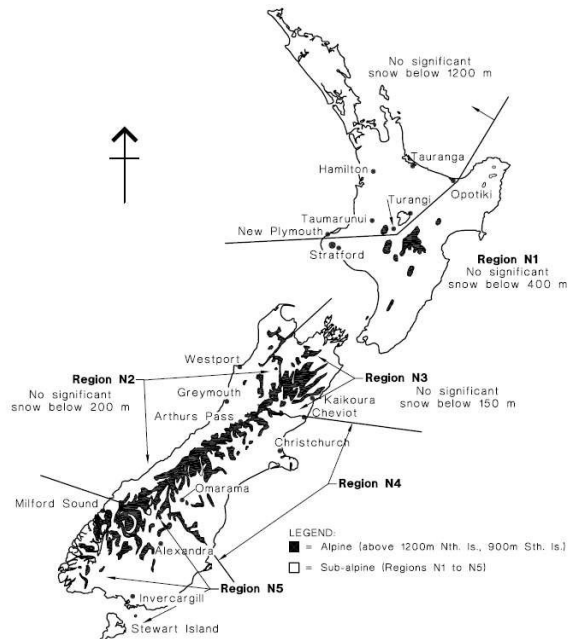 No significant
snow below 1200 m
Tauranga
Hamilton
Opotiki
Turangi
Taumarunui
New Plymouth
Stratford
Region N1
No significant
snow below 400 m
Westport
Region N2
No significant
snow below 200 m
Greymouth
Arthurs Pass
Region N3
No significant
snow below 150 m
Kaikoura
Cheviot
Christchurch
Region N4
Omarama
Milford Sound
LEGEND:
= Alpine (above 1200m Nth. Is., 900m Sth. Is.)
= Sub-alpine (Regions N1 to N5)
Alexandra
Region N5
Invercargill
Stewart Island